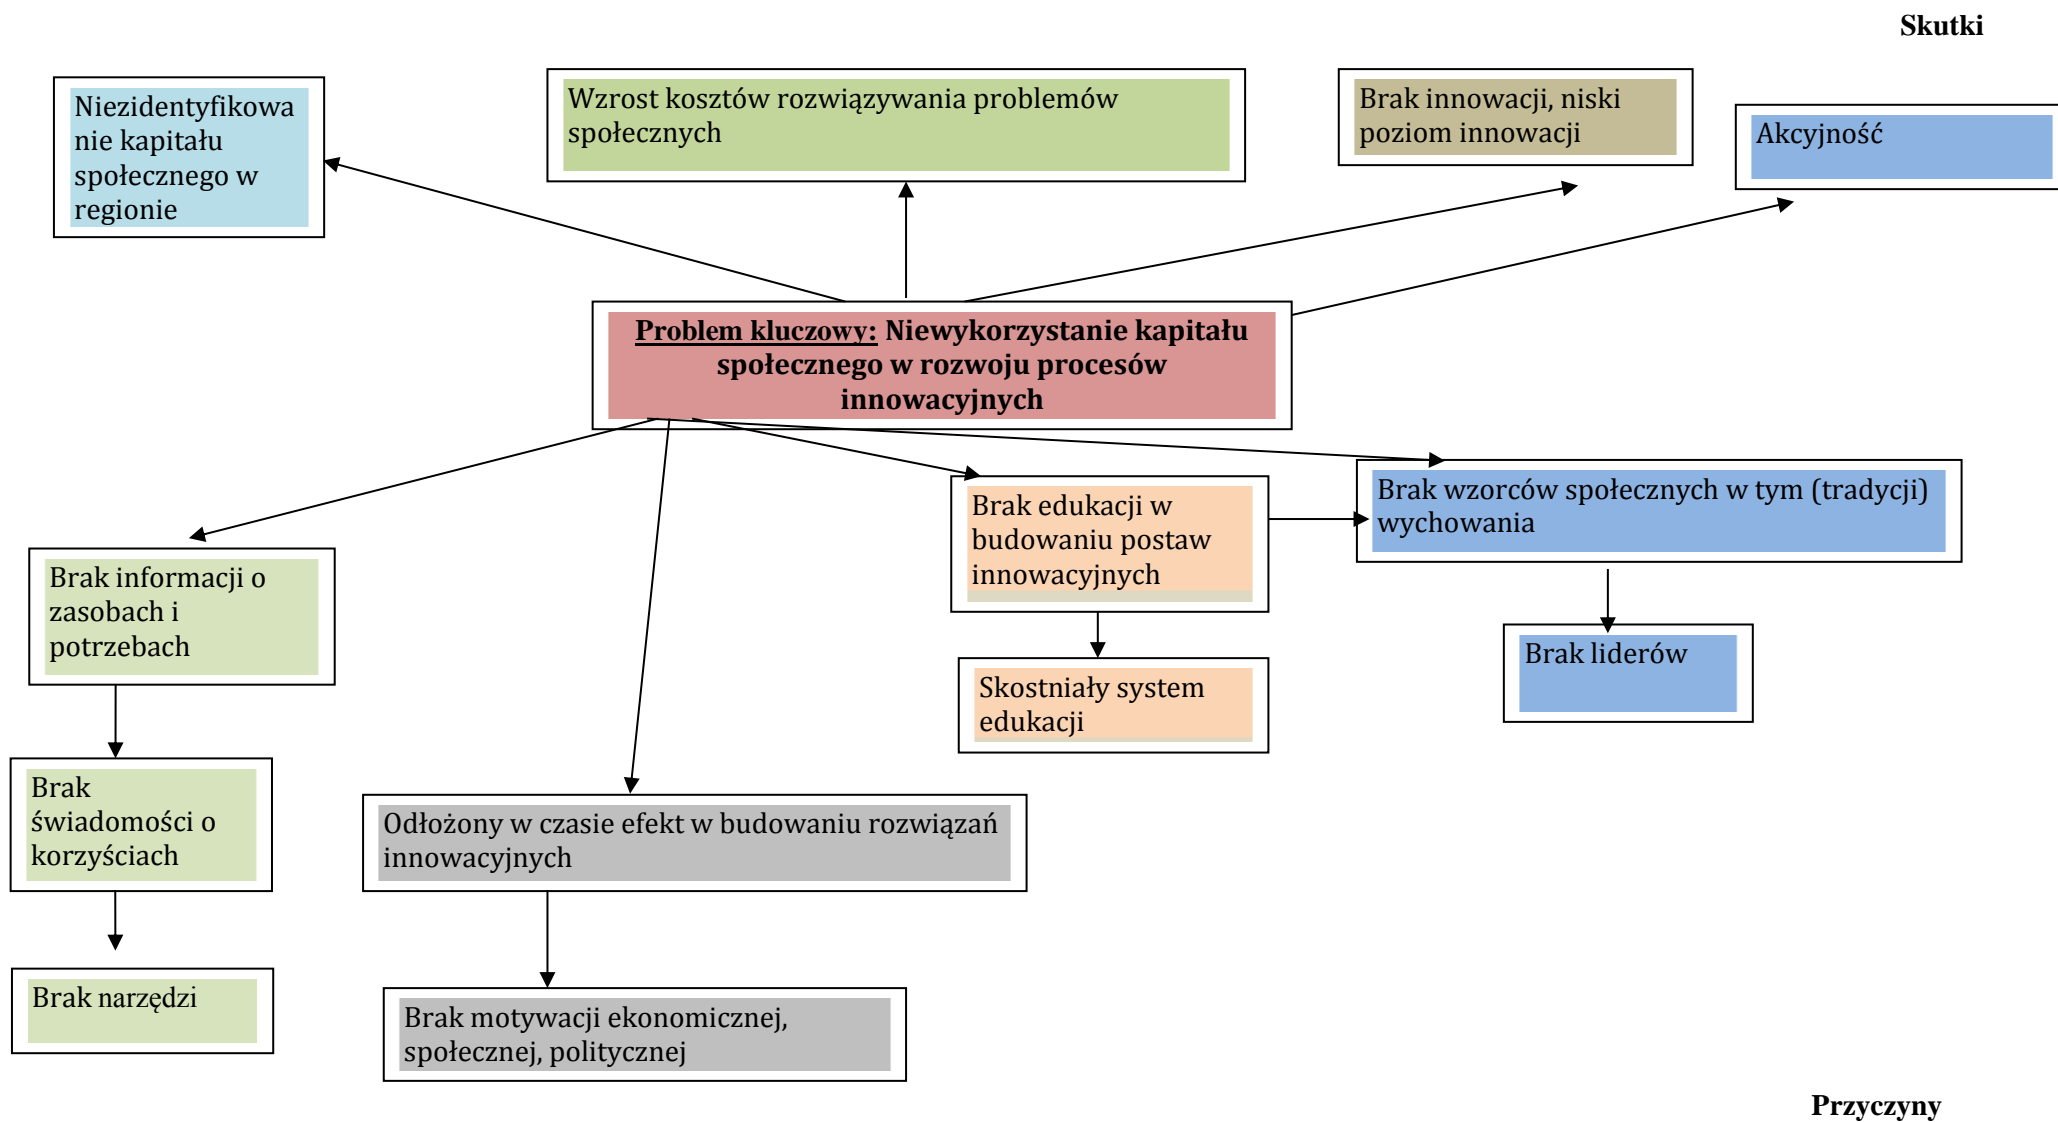 Skutki
Niezidentyfikowa
nie kapitału
społecznego w
regionie
Wzrost kosztów rozwiązywania problemów
społecznych
Brak innowacji, niski
poziom innowacji
Akcyjność
Problem kluczowy: Niewykorzystanie kapitału
społecznego w rozwoju procesów
innowacyjnych
Brak informacji o
zasobach i
potrzebach
Brak edukacji w
budowaniu postaw
innowacyjnych
Brak wzorców społecznych w tym (tradycji)
wychowania
Skostniały system
edukacji
Brak liderów
Brak
świadomości o
korzyściach
Odłożony w czasie efekt w budowaniu rozwiązań
innowacyjnych
Brak narzędzi
Brak motywacji ekonomicznej,
społecznej, politycznej
Przyczyny